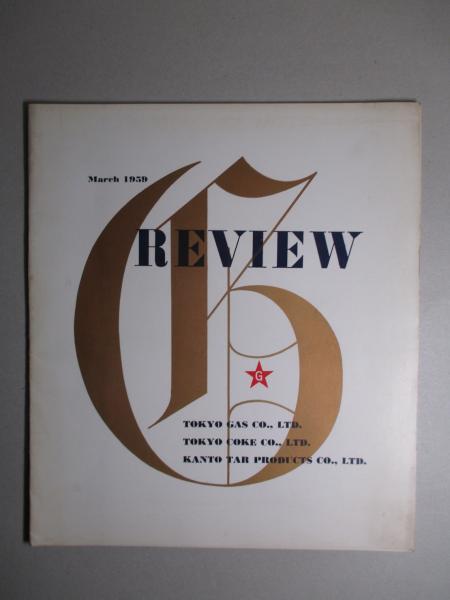 March 1959
G
REVIEW
G
TOKYO GAS CO., LTD.
TOKYO COKE CO., LTD.
KANTO TAR PRODUCTS CO., LTD.